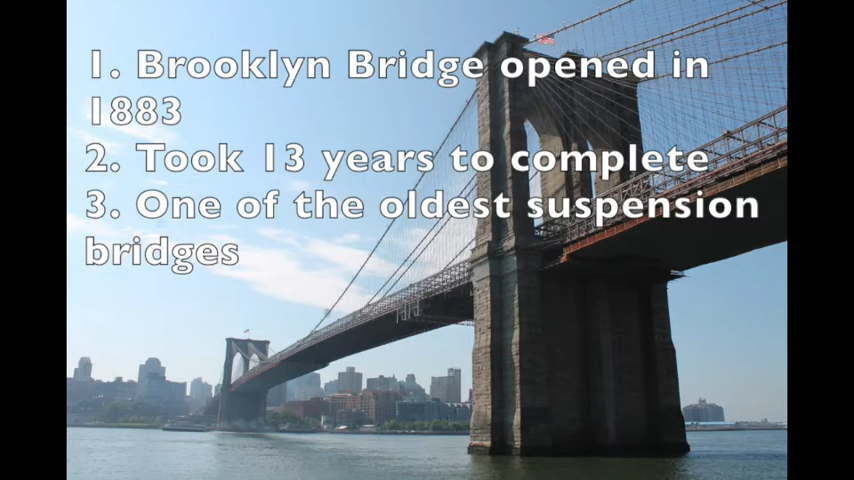 1. Brooklyn Bridge opened in
1883
2. Took 13 years to complete
3. One of the oldest suspension
bridges